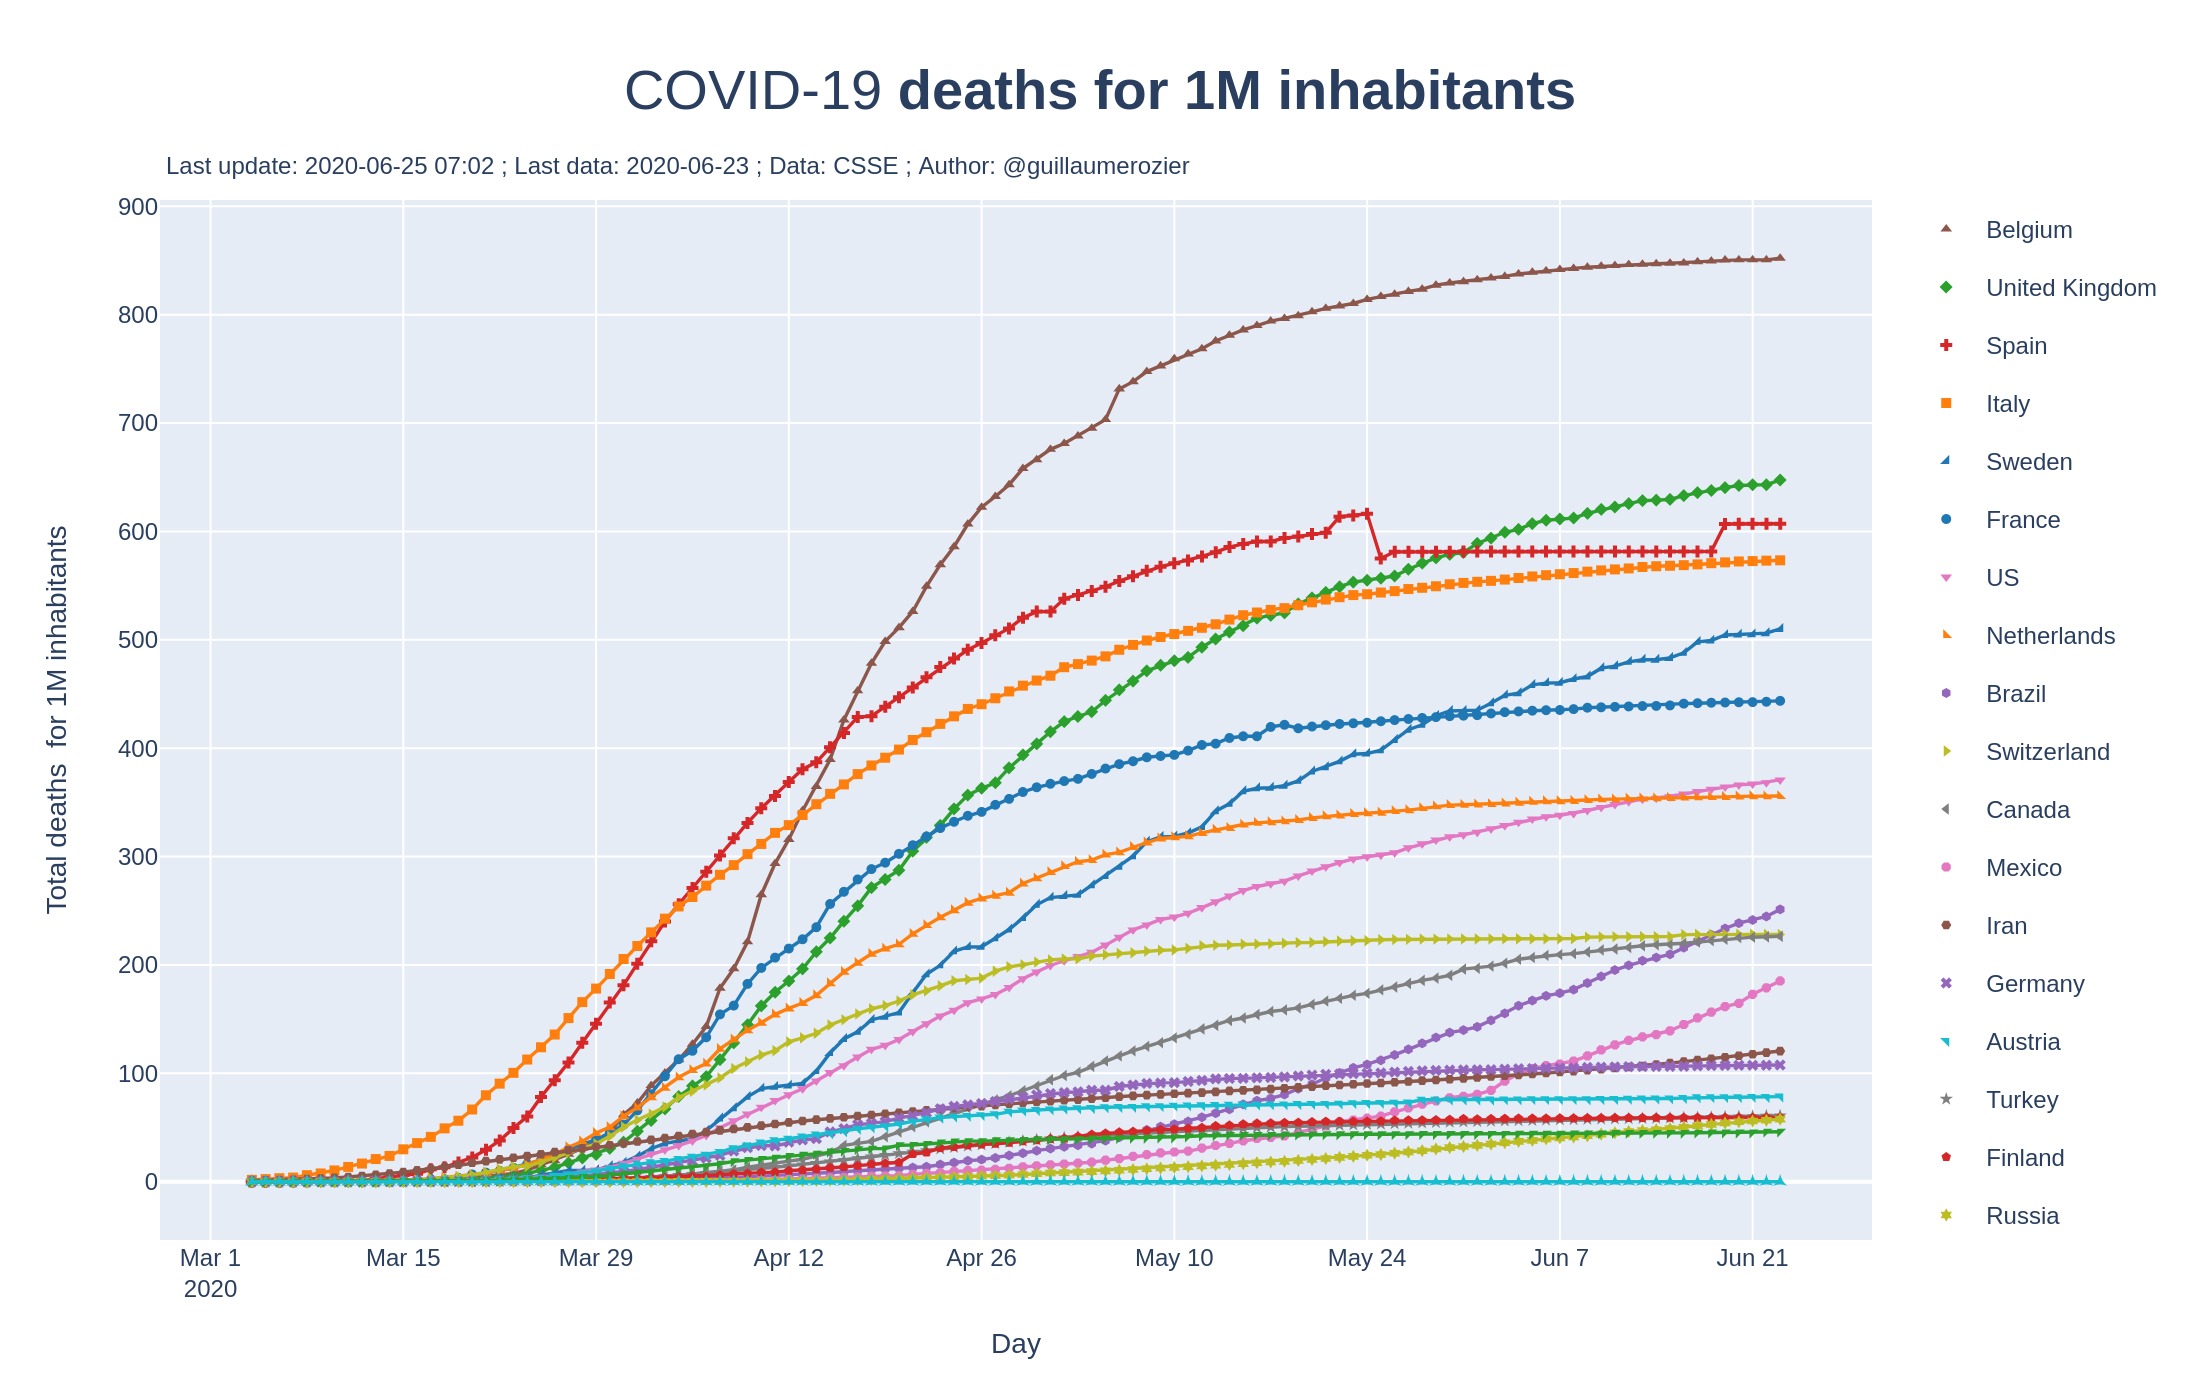 COVID-19 deaths for 1M inhabitants
Last update: 2020-06-25 07:02 ; Last data: 2020-06-23 ; Data: CSSE ; Author: @guillaumerozier
Total deaths  for 1M inhabitants
900
800
700
600
500
400
300
200
100
0
Mar 1
2020
Mar 15
Mar 29
Apr 12
Apr 26
May 10
May 24
Jun 7
Jun 21
Day
Belgium
United Kingdom
Spain
Italy
Sweden
France
US
Netherlands
Brazil
Switzerland
Canada
Mexico
Iran
Germany
Austria
Turkey
Finland
Russia